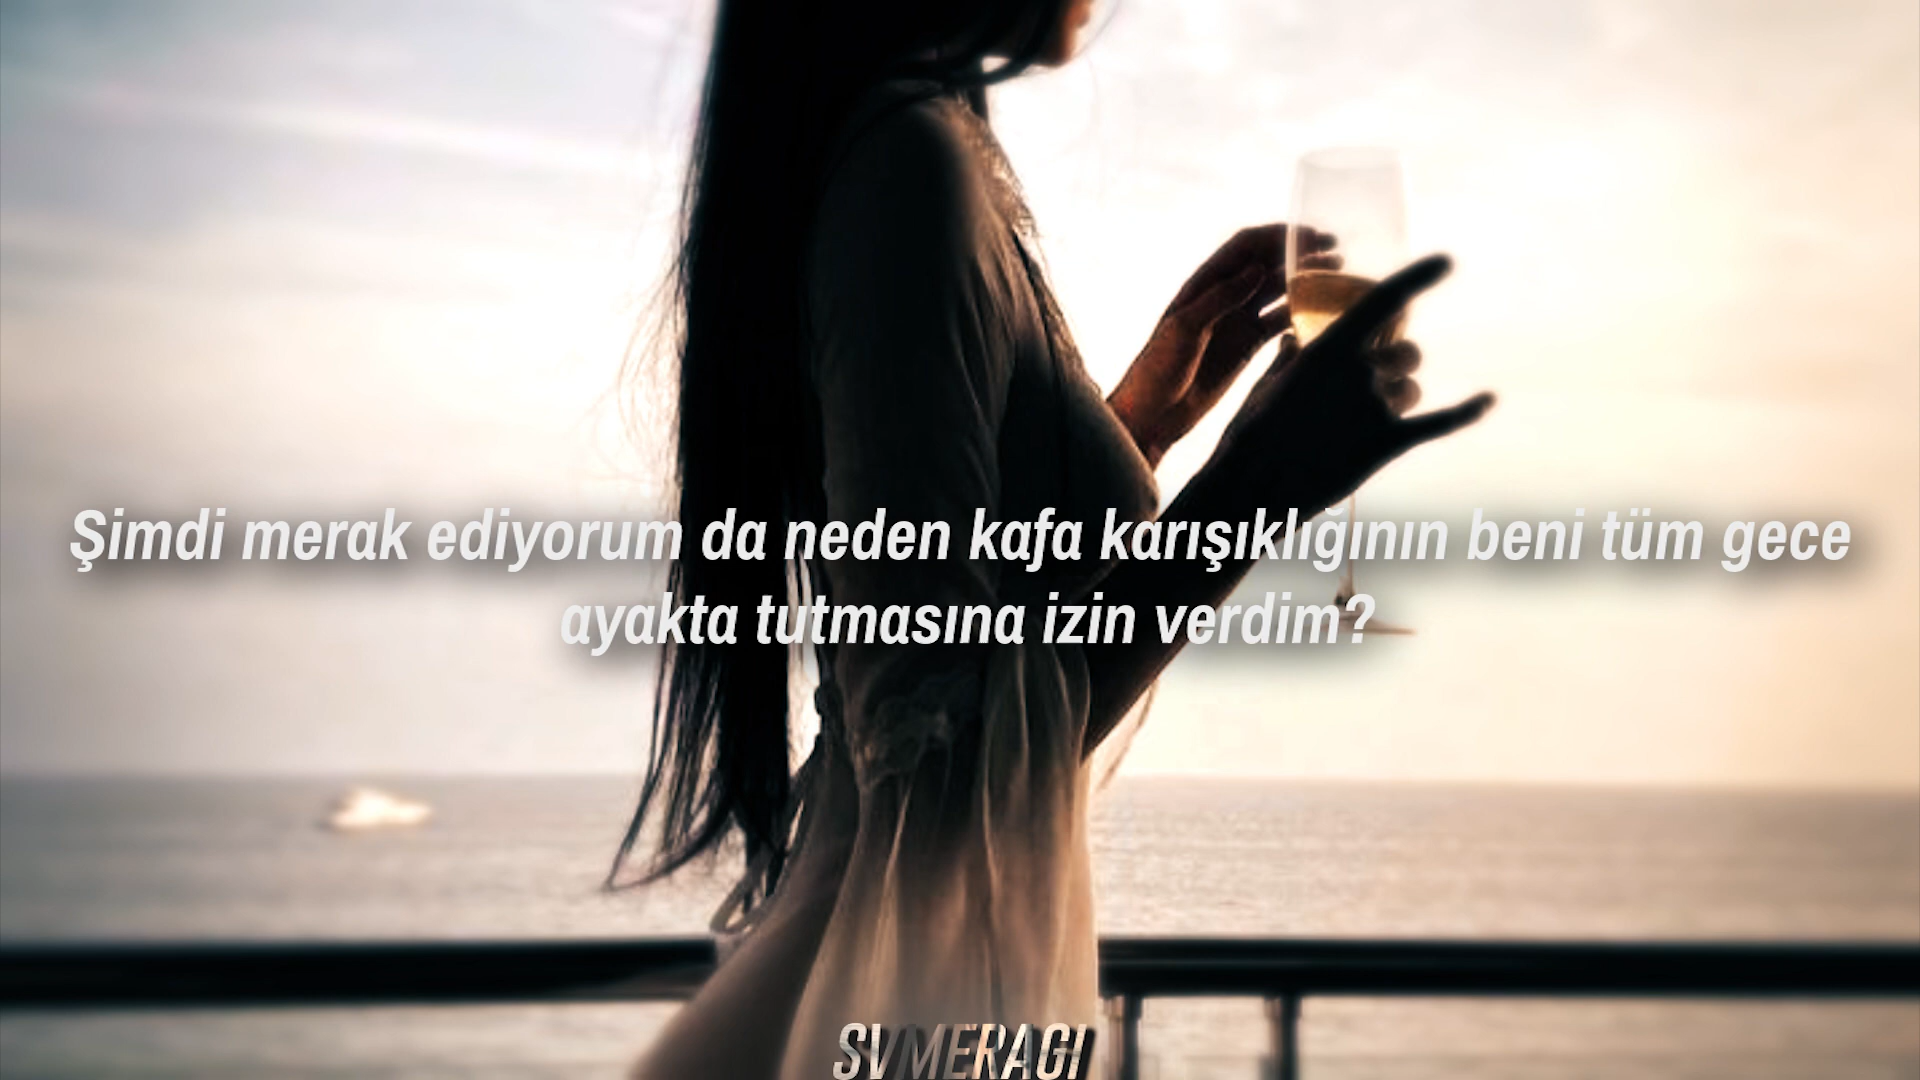 Şimdi merak ediyorum da neden kafa karışıklığının beni tüm gece
ayakta tutmasına izin verdim?
SVMERAGI